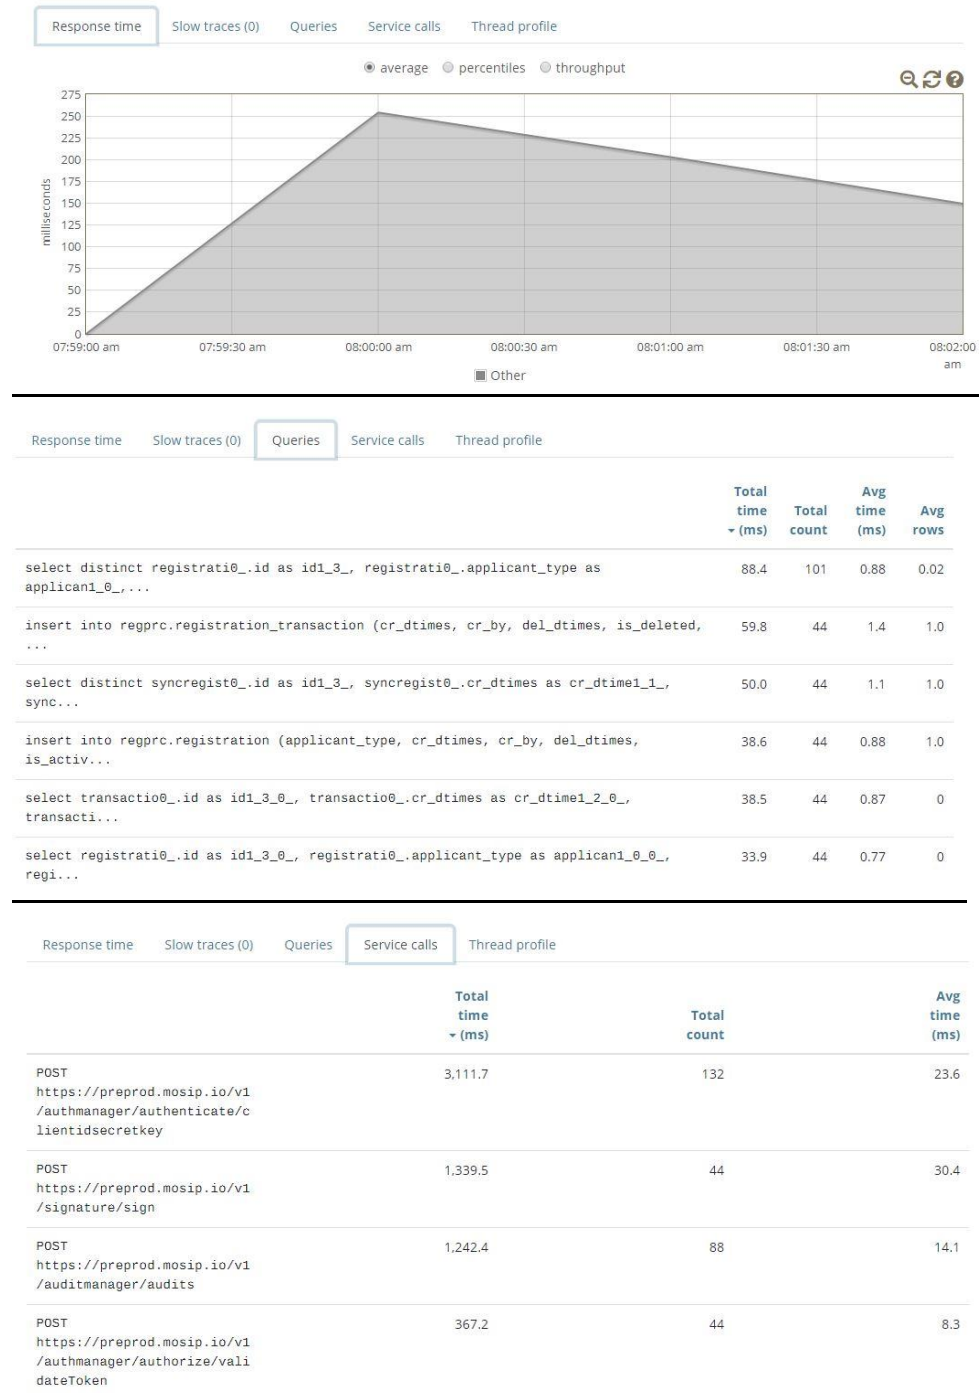 Response time Slow traces (0) Queries Service calls Thread profile
average percentiles throughput
275
250
225
200
175
150
125
100
75
50
25
0
milliseconds
07:59:00 am 07:59:30 am 08:00:00 am 08:00:30 am 08:01:00 am 08:01:30 am 08:02:00
am
Other
Response time Slow traces (0) Queries Service calls Thread profile
Total Avg
time Total time Avg
(ms) count (ms) rows
select distinct registrati0_.id as id1_3_, registrati0_.applicant_type as 88.4 101 0.88 0.02
applican1_0_,...
insert into regprc.registration_transaction (cr_dtimes, cr_by, del_dtimes, is_deleted, 59.8 44 1.4 1.0
...
select distinct syncregist0_.id as id1_3_, syncregist0_.cr_dtimes as cr_dtime1_1_, 50.0 44 1.1 1.0
sync...
insert into regprc.registration (applicant_type, cr_dtimes, cr_by, del_dtimes, 38.6 44 0.88 1.0
is_activ...
select transactio0_.id as id1_3_0_, transactio0_.cr_dtimes as cr_dtime1_2_0_, 38.5 44 0.87 0
transacti...
select registrati0_.id as id1_3_0_, registrati0_.applicant_type as applican1_0_0_, 33.9 44 0.77 0
regi...
Response time Slow traces (0) Queries Service calls Thread profile
Total Avg
time Total time
(ms) count (ms)
POST 3,111.7 132 23.6
https://preprod.mosip.io/v1
/authmanager/authenticate/c
lientidsecretkey
POST 1,339.5 44 30.4
https://preprod.mosip.io/v1
/signature/sign
POST 1,242.4 88 14.1
https://preprod.mosip.io/v1
/auditmanager/audits
POST 367.2 44 8.3
https://preprod.mosip.io/v1
/authmanager/authorize/vali
dateToken